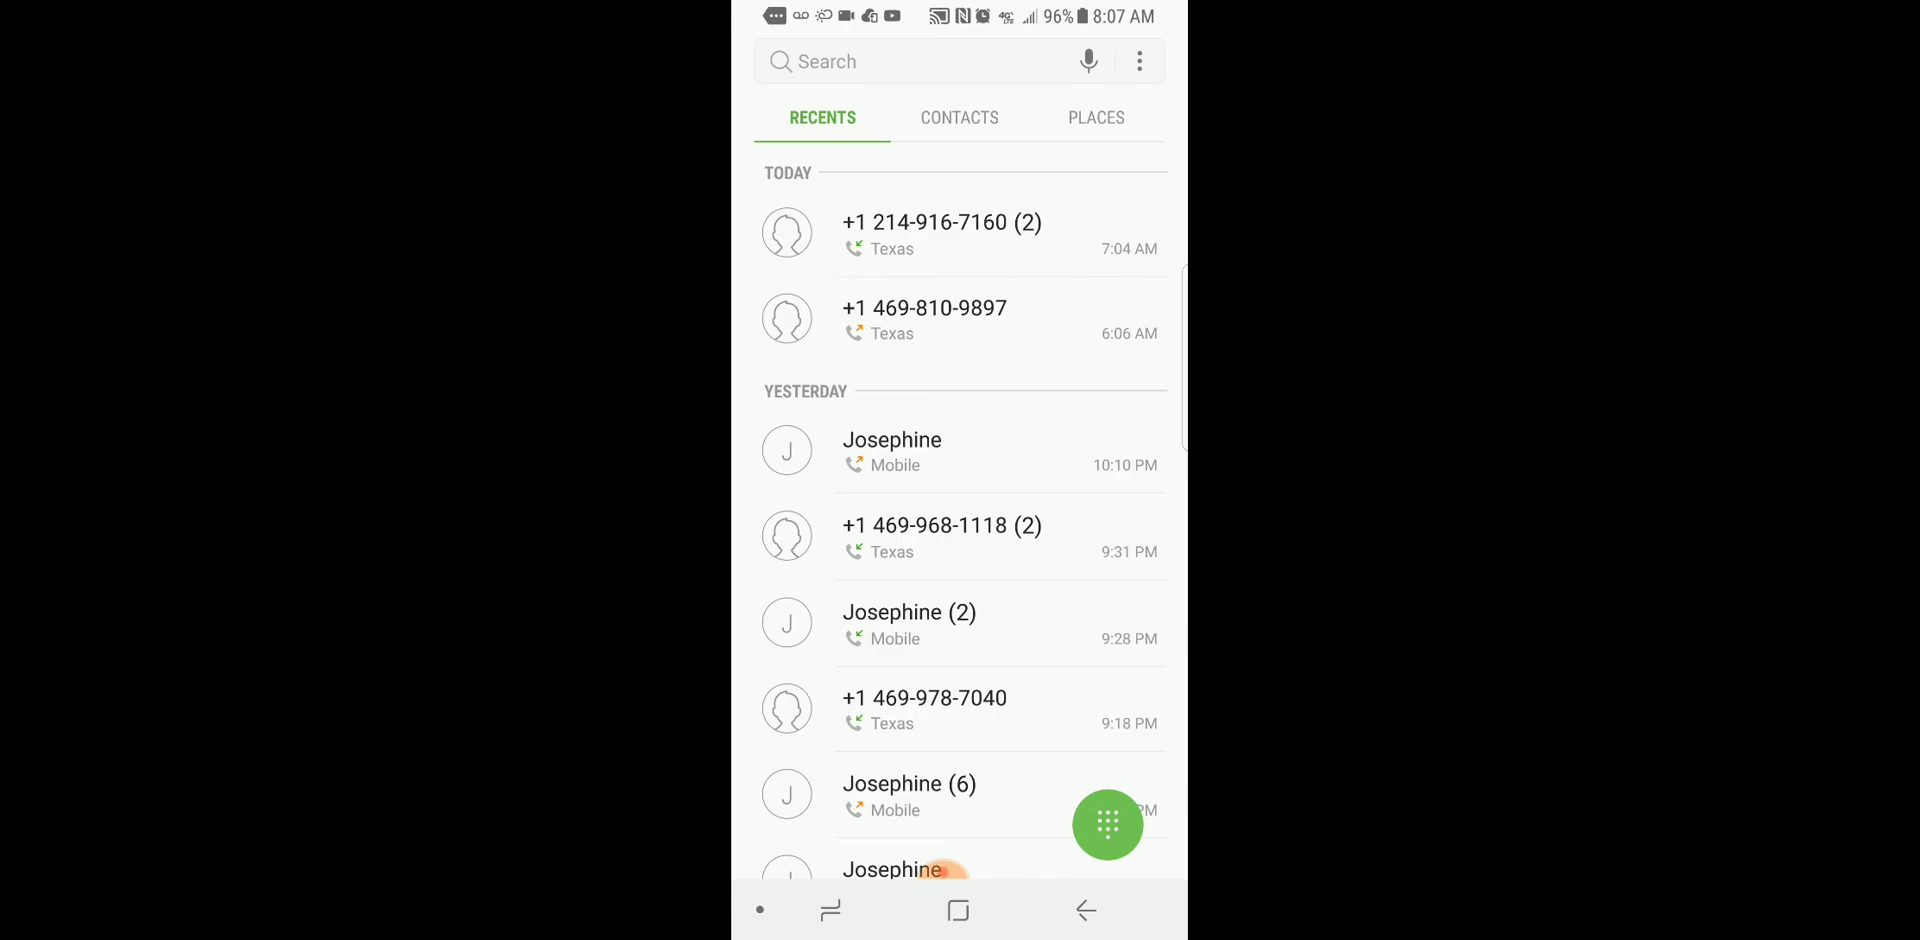 96% 8:07 AM
Search
RECENTS CONTACTS PLACES
TODAY
+1 214-916-7160 (2)
Texas 7:04 AM
+1 469-810-9897
Texas 6:06 AM
YESTERDAY
J Josephine
Mobile 10:10 PM
+1 469-968-1118 (2)
Texas 9:31 PM
J Josephine (2)
Mobile 9:28 PM
+1 469-978-7040
Texas 9:18 PM
J Josephine (6)
Mobile PM
Josephine